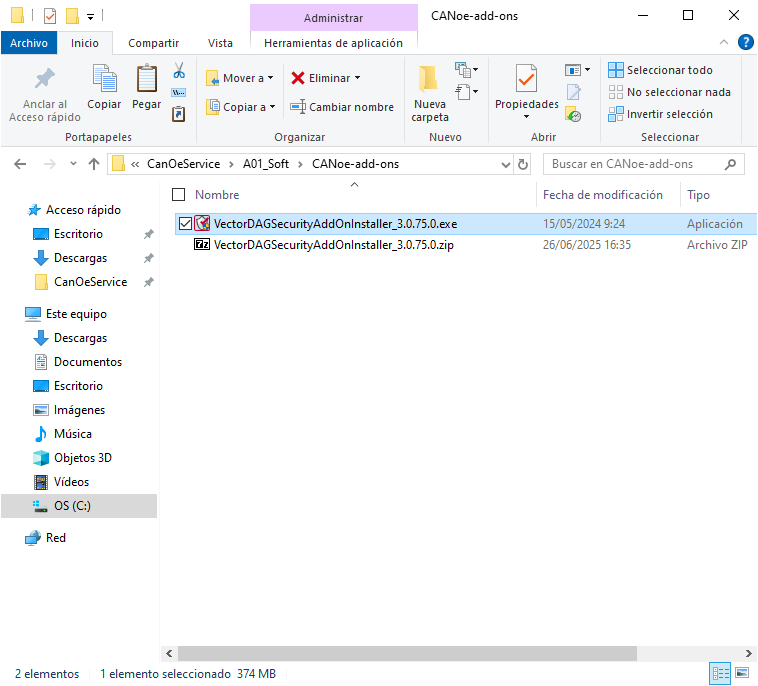 Administrar
CANoe-add-ons
Archivo
Inicio
Compartir
Vista
Herramientas de aplicación
Anclar al
Acceso rápido
Copiar
Pegar
Portapapeles
Mover a
Copiar a
Eliminar
Cambiar nombre
Organizar
Nueva
carpeta
Nuevo
Propiedades
Abrir
Seleccionar todo
No seleccionar nada
Invertir selección
Seleccionar
« CanOeService > A01_Soft > CANoe-add-ons
Buscar en CANoe-add-ons
Acceso rápido
Escritorio
Descargas
CanOeService
Este equipo
Descargas
Documentos
Escritorio
Imágenes
Música
Objetos 3D
Vídeos
OS (C:)
Red
Nombre Fecha de modificación Tipo
VectorDAGSecurityAddOnInstaller_3.0.75.0.exe 15/05/2024 9:24 Aplicación
VectorDAGSecurityAddOnInstaller_3.0.75.0.zip 26/06/2025 16:35 Archivo ZIP
2 elementos 1 elemento seleccionado 374 MB